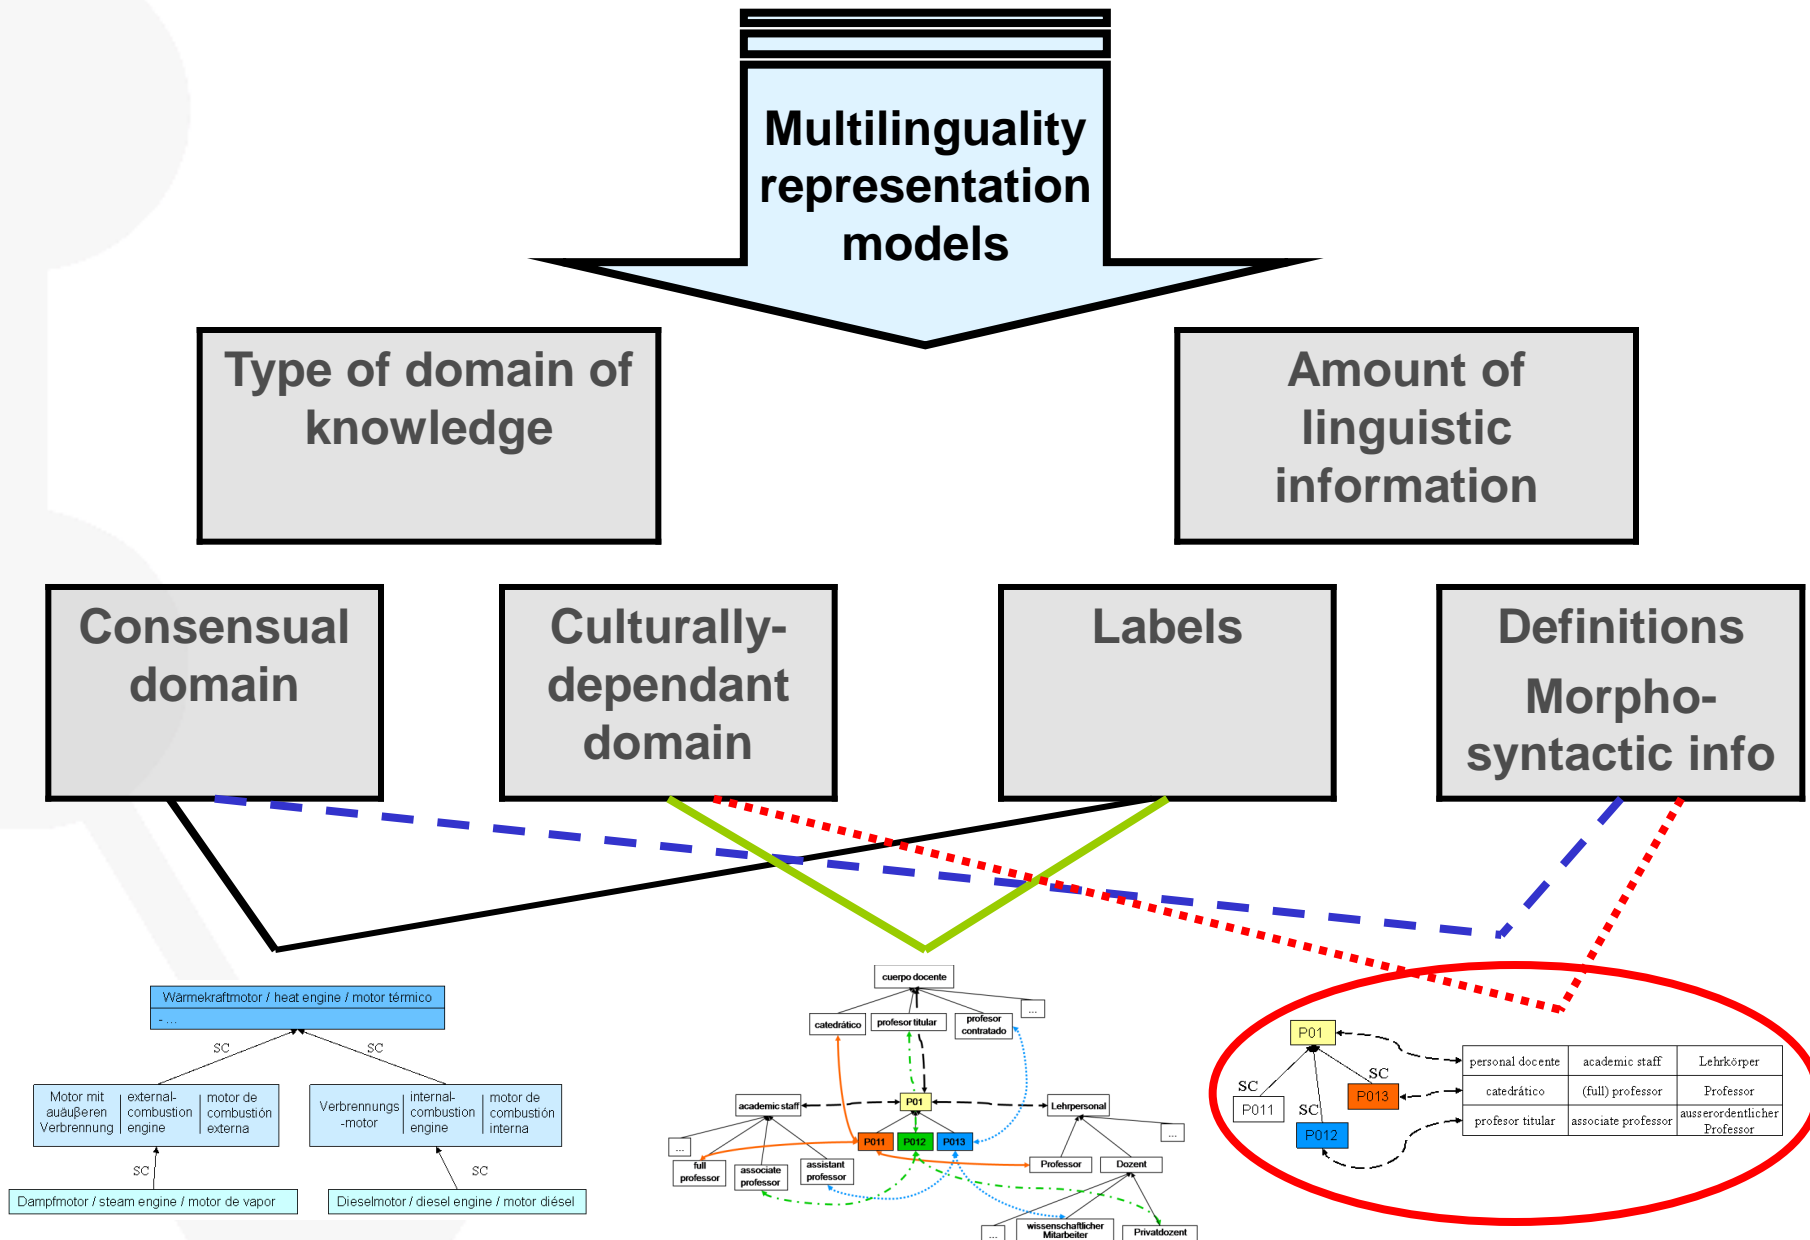 Multilinguality
representation
models
Type of domain of
knowledge
Amount of
linguistic
information
Consensual
domain
Culturally-
dependant
domain
Labels
Definitions
Morpho-
syntactic info
Wärmekraftmotor / heat engine / motor térmico
- ...
SC
SC
Motor mit
auäußeren
Verbrennung
external-
combustion
engine
motor de
combustión
externa
Verbrennungs
-motor
internal-
combustion
engine
motor de
combustión
interna
SC
SC
Dampfmotor / steam engine / motor de vapor
Dieselmotor / diesel engine / motor diésel
cuerpo docente
...
catedrático
profesor titular
profesor
contratado
academic staff
P01
Lehrpersonal
...
P011
P012
P013
...
full
professor
associate
professor
assistant
professor
Professor
Dozent
...
wissenschaftlicher
Mitarbeiter
Privatdozent
P01
SC
SC
SC
P011
P012
P013
personal docente
academic staff
Lehrkörper
catedrático
(full) professor
Professor
profesor titular
associate professor
ausserordentlicher
Professor